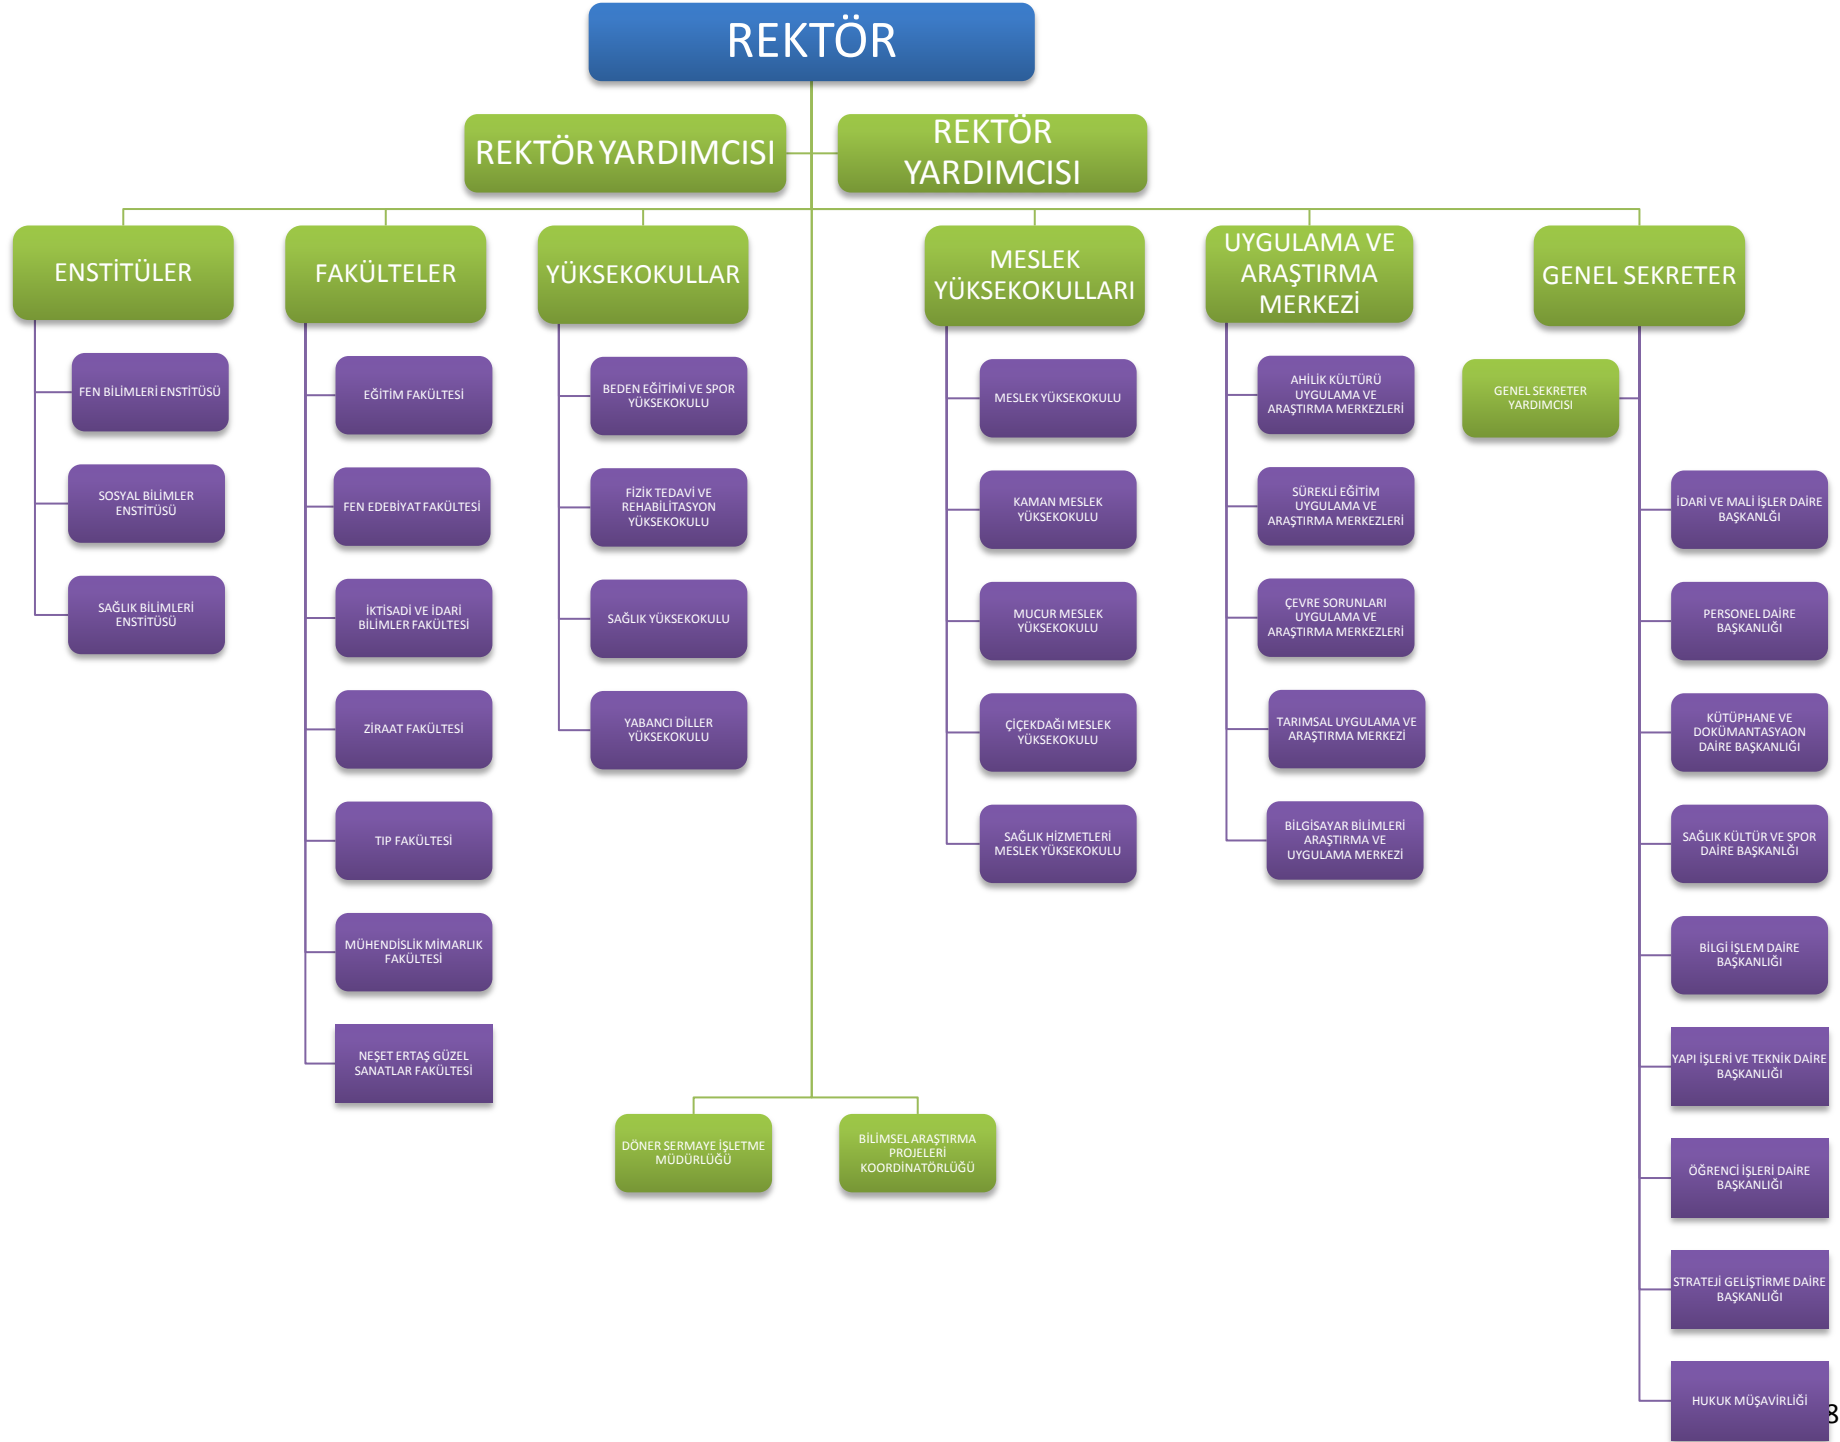 REKTÖR
REKTÖR YARDIMCISI
REKTÖR
YARDIMCISI
ENSTİTÜLER
FEN BİLİMLERİ ENSTİTÜSÜ
SOSYAL BİLİMLER
ENSTİTÜSÜ
SAĞLIK BİLİMLERİ
ENSTİTÜSÜ
FAKÜLTELER
EĞİTİM FAKÜLTESİ
FEN EDEBİYAT FAKÜLTESİ
İKTİSADİ VE İDARİ
BİLİMLER FAKÜLTESİ
ZİRAAT FAKÜLTESİ
TIP FAKÜLTESİ
MÜHENDİSLİK MİMARLIK
FAKÜLTESİ
NEŞET ERTAŞ GÜZEL
SANATLAR FAKÜLTESİ
YÜKSEKOKULLAR
BEDEN EĞİTİMİ VE SPOR
YÜKSEKOKULU
FİZİK TEDAVİ VE
REHABİLİTASYON
YÜKSEKOKULU
SAĞLIK YÜKSEKOKULU
YABANCI DİLLER
YÜKSEKOKULU
MESLEK
YÜKSEKOKULLARI
MESLEK YÜKSEKOKULU
KAMAN MESLEK
YÜKSEKOKULU
MUCUR MESLEK
YÜKSEKOKULU
ÇİÇEKDAĞI MESLEK
YÜKSEKOKULU
SAĞLIK HİZMETLERİ
MESLEK YÜKSEKOKULU
UYGULAMA VE
ARAŞTIRMA
MERKEZİ
AHİLİK KÜLTÜRÜ
UYGULAMA VE
ARAŞTIRMA MERKEZLERİ
SÜREKLİ EĞİTİM
UYGULAMA VE
ARAŞTIRMA MERKEZLERİ
ÇEVRE SORUNLARI
UYGULAMA VE
ARAŞTIRMA MERKEZLERİ
TARIMSAL UYGULAMA VE
ARAŞTIRMA MERKEZİ
BİLGİSAYAR BİLİMLERİ
ARAŞTIRMA VE
UYGULAMA MERKEZİ
GENEL SEKRETER
GENEL SEKRETER
YARDIMCISI
İDARİ VE MALİ İŞLER DAİRE
BAŞKANLĞI
PERSONEL DAİRE
BAŞKANLIĞI
KÜTÜPHANE VE
DOKÜMANTASYAON
DAİRE BAŞKANLIĞI
SAĞLIK KÜLTÜR VE SPOR
DAİRE BAŞKANLĞI
BİLGİ İŞLEM DAİRE
BAŞKANLIĞI
YAPI İŞLERİ VE TEKNİK DAİRE
BAŞKANLIĞI
ÖĞRENCİ İŞLERİ DAİRE
BAŞKANLIĞI
STRATEJİ GELİŞTİRME DAİRE
BAŞKANLIĞI
HUKUK MÜŞAVİRLİĞİ
DÖNER SERMAYE İŞLETME
MÜDÜRLÜĞÜ
BİLİMSEL ARAŞTIRMA
PROJELERİ
KOORDİNATÖRLÜĞÜ
8